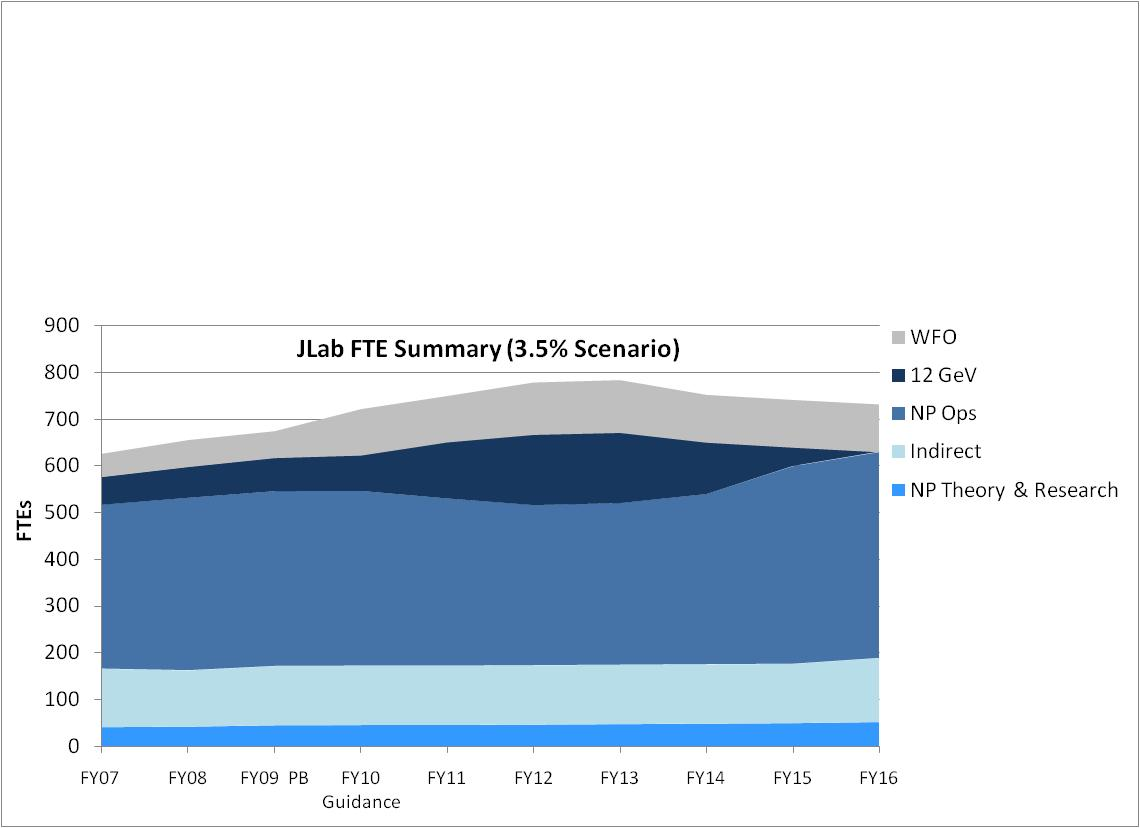 JLab FTE Summary (3.5% Scenario)
900
800
700
600
500
400
300
200
100
0
FTEs
FY07
FY08
FY09 PB
FY10
Guidance
FY11
FY12
FY13
FY14
FY15
FY16
WFO
12 GeV
NP Ops
Indirect
NP Theory & Research